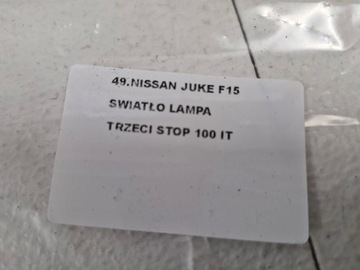 49.NISSAN JUKE F15
SWIATŁO LAMPA
TRZECI STOP 100 IT